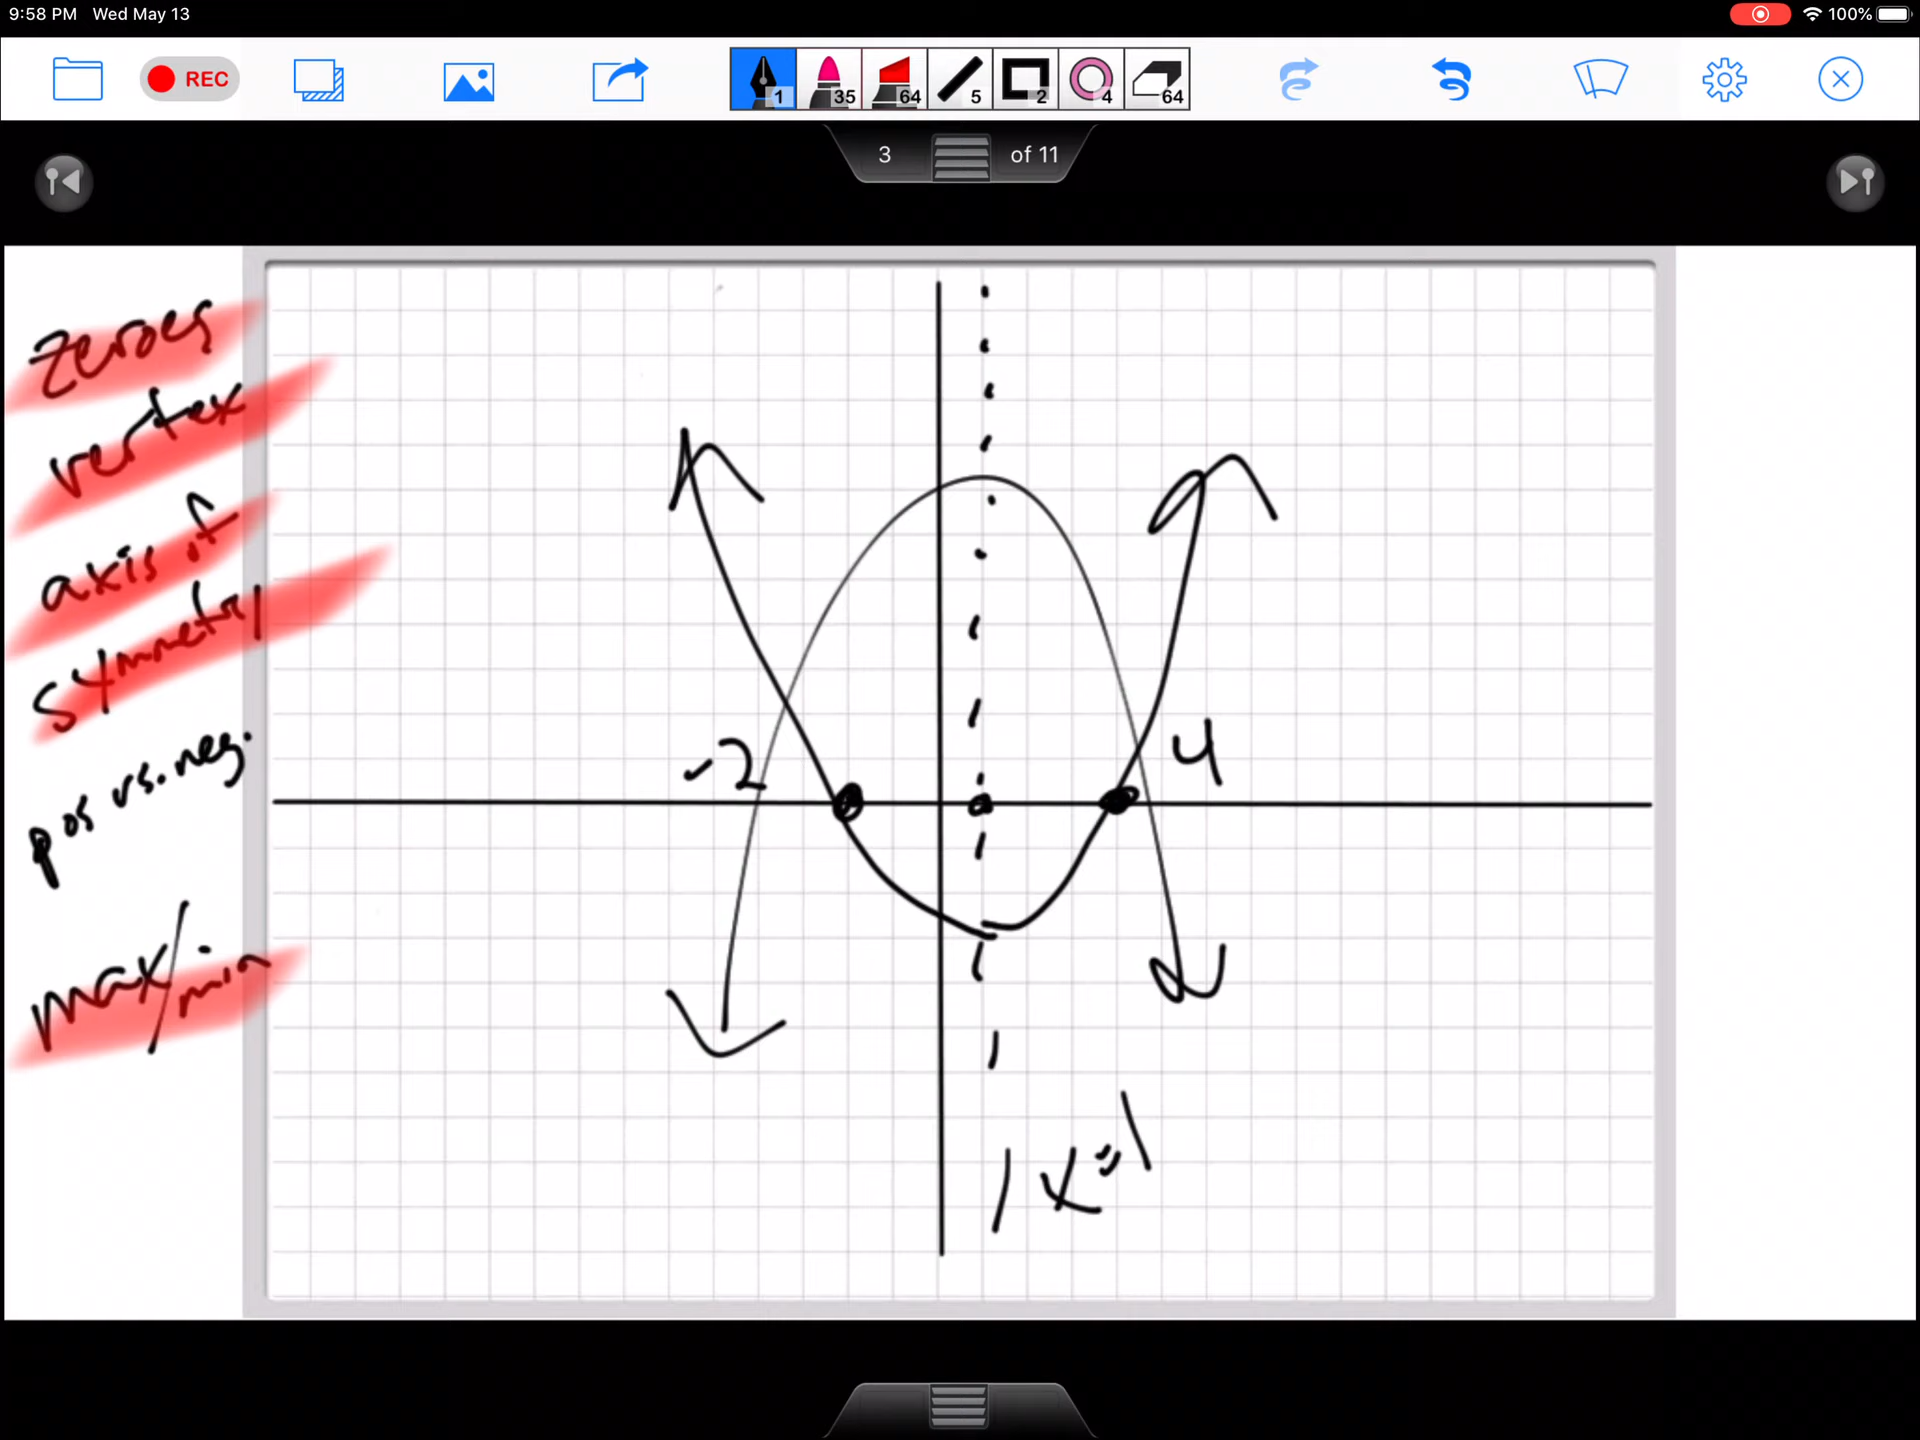 9:58 PM Wed May 13
100%
REC
1
35
64
5
2
4
64
3 of 11
zeroes
vertex
axis of
symmetry
pos vs. neg.
max/min
-2
4
x=1